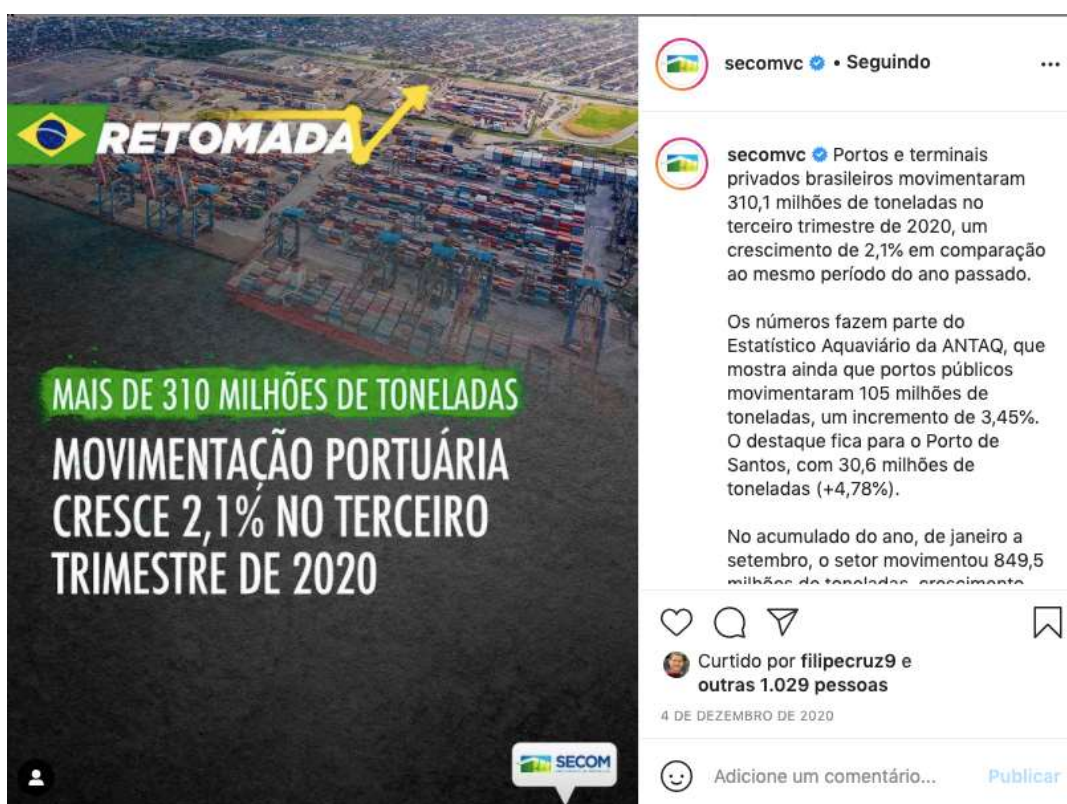 RETOMADA
MAIS DE 310 MILHÕES DE TONELADAS
MOVIMENTAÇÃO PORTUÁRIA
CRESCE 2,1% NO TERCEIRO
TRIMESTRE DE 2020
SECOM
secomvc • Seguindo
secomvc Portos e terminais
privados brasileiros movimentaram
310,1 milhões de toneladas no
terceiro trimestre de 2020, um
crescimento de 2,1% em comparação
ao mesmo período do ano passado.
Os números fazem parte do
Estatístico Aquaviário da ANTAQ, que
mostra ainda que portos públicos
movimentaram 105 milhões de
toneladas, um incremento de 3,45%.
O destaque fica para o Porto de
Santos, com 30,6 milhões de
toneladas (+4,78%).
No acumulado do ano, de janeiro a
setembro, o setor movimentou 849,5
milhões de toneladas, crescimento
Curtido por filipecruz9 e
outras 1.029 pessoas
4 DE DEZEMBRO DE 2020
Adicione um comentário... Publicar